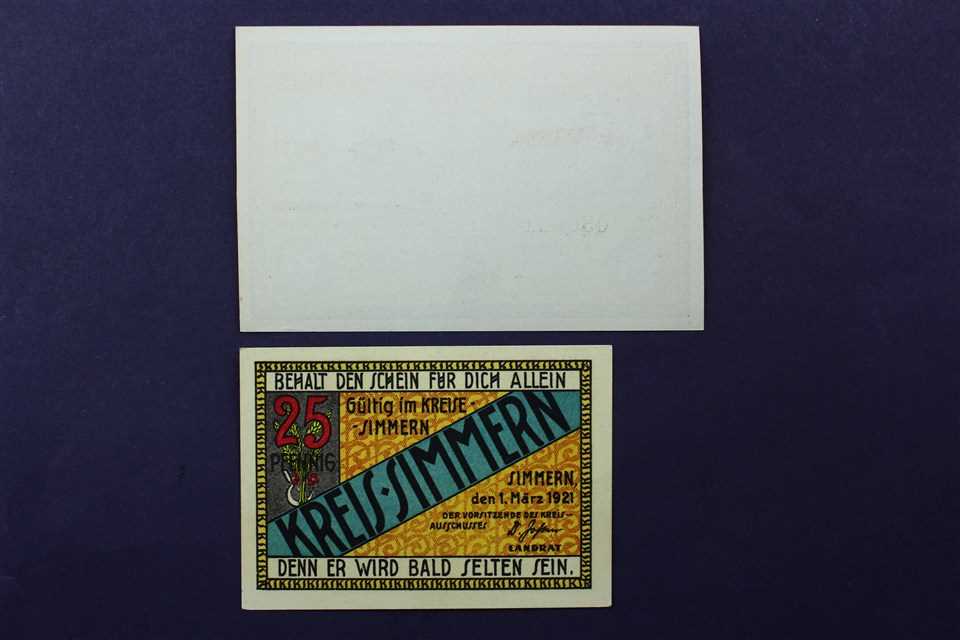 BEHALT DEN SCHEIN FÜR DICH ALLEIN
25
PFENNIG
Gültig im KREISE-
-SIMMERN
KREIS-SIMMERN
SIMMERN,
den 1. März 1921
DER VORSITZENDE DES KREIS-
AUSSCHUSSES
LANDRAT
DENN ER WIRD BALD SELTEN SEIN.